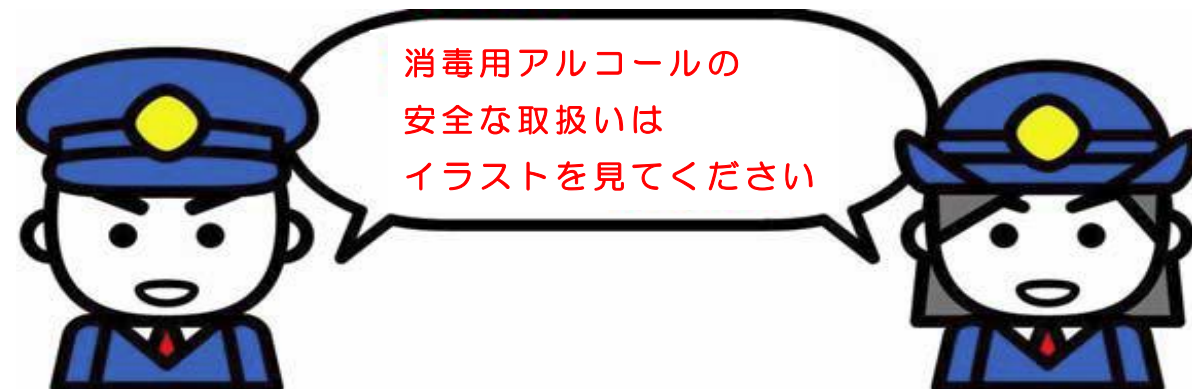 消毒用アルコールの
安全な取扱いは
イラストを見てください